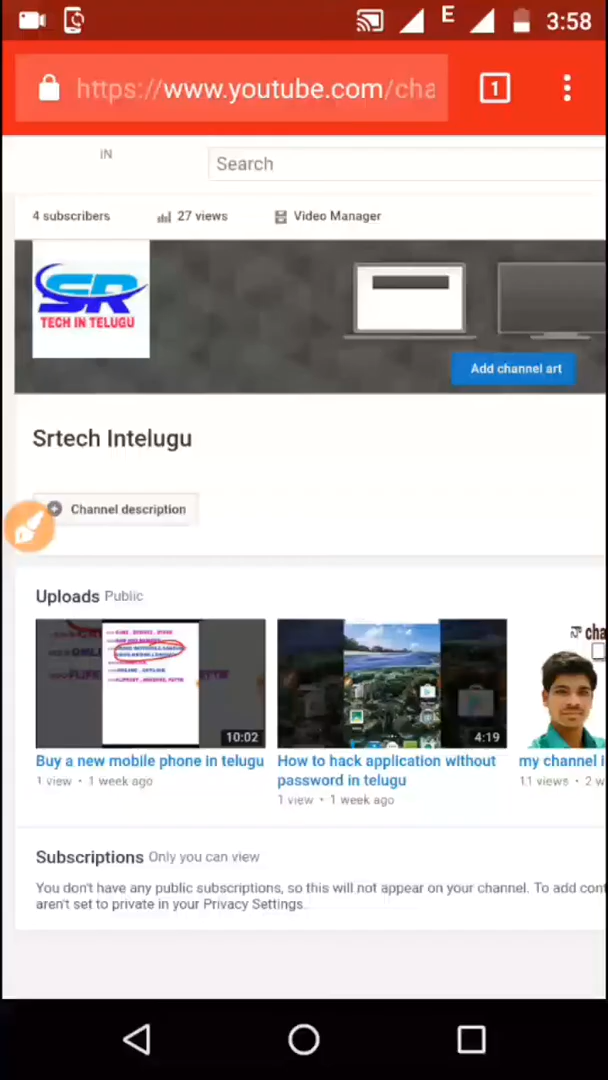 E
3:58
https://www.youtube.com/cha
1
IN
Search
4 subscribers
27 views
Video Manager
SR
TECH IN TELUGU
Add channel art
Srtech Intelugu
Channel description
Uploads Public
10:02
4:19
Buy a new mobile phone in telugu
1 view • 1 week ago
How to hack application without
password in telugu
1 view • 1 week ago
my channel i
11 views • 2 w
Subscriptions Only you can view
You don't have any public subscriptions, so this will not appear on your channel. To add cont
aren't set to private in your Privacy Settings.